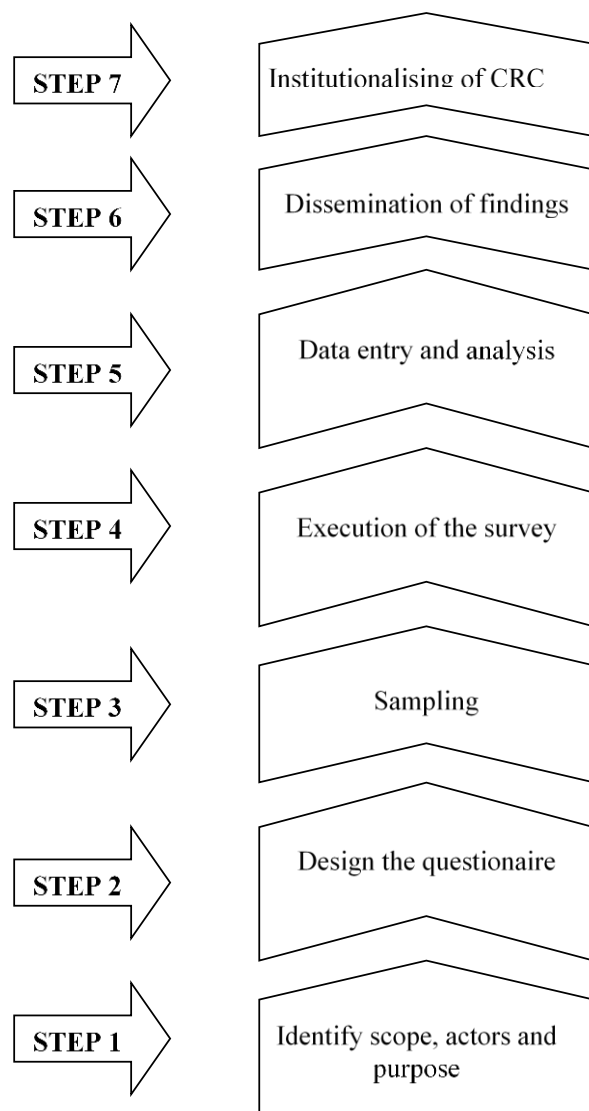 STEP 7
Institutionalising of CRC
STEP 6
Dissemination of findings
STEP 5
Data entry and analysis
STEP 4
Execution of the survey
STEP 3
Sampling
STEP 2
Design the questionaire
STEP 1
Identify scope, actors and
purpose